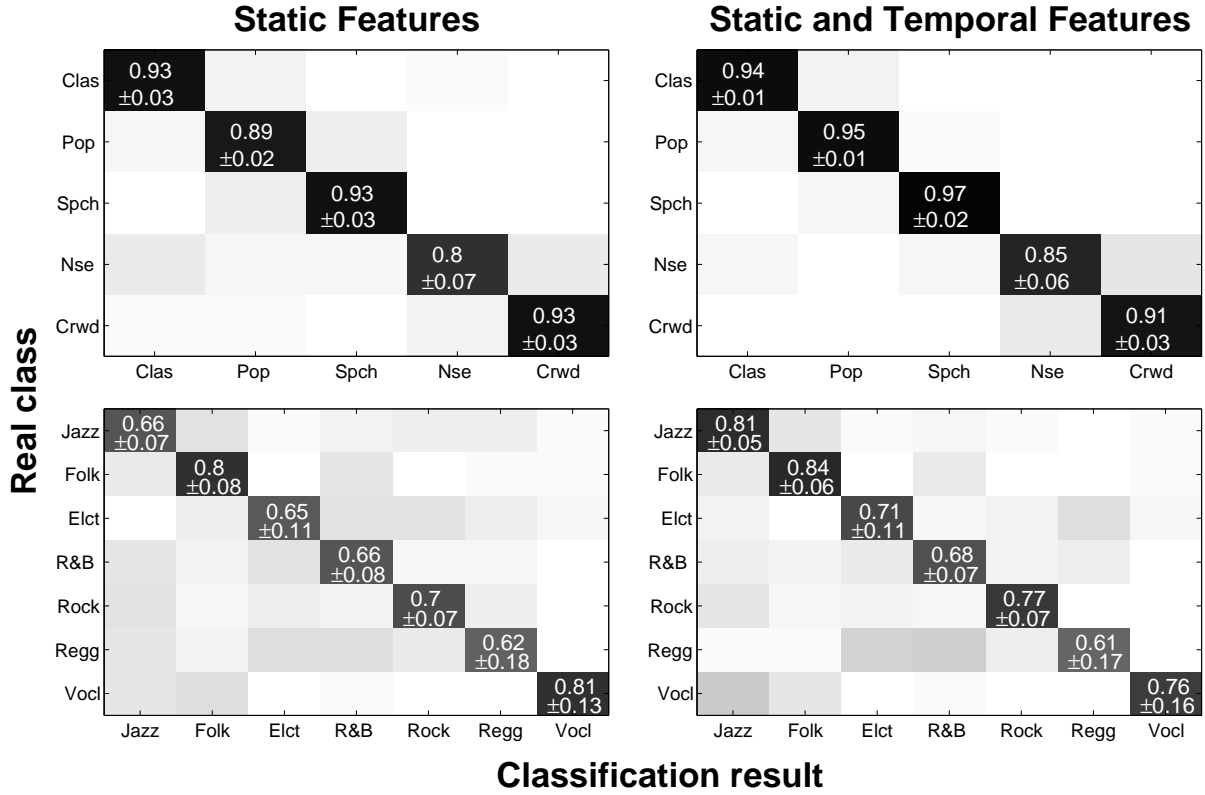 Static Features
Static and Temporal Features
Real class
Clas
Pop
Spch
Nse
Crwd
0.93
±0.03
0.89
±0.02
0.93
±0.03
0.8
±0.07
0.93
±0.03
Clas Pop Spch Nse Crwd
Clas
Pop
Spch
Nse
Crwd
0.94
±0.01
0.95
±0.01
0.97
±0.02
0.85
±0.06
0.91
±0.03
Clas Pop Spch Nse Crwd
Jazz
Folk
Elct
R&B
Rock
Regg
Vocl
0.66
±0.07
0.8
±0.08
0.65
±0.11
0.66
±0.08
0.7
±0.07
0.62
±0.18
0.81
±0.13
Jazz Folk Elct R&B Rock Regg Vocl
Jazz
Folk
Elct
R&B
Rock
Regg
Vocl
0.81
±0.05
0.84
±0.06
0.71
±0.11
0.68
±0.07
0.77
±0.07
0.61
±0.17
0.76
±0.16
Jazz Folk Elct R&B Rock Regg Vocl
Classification result